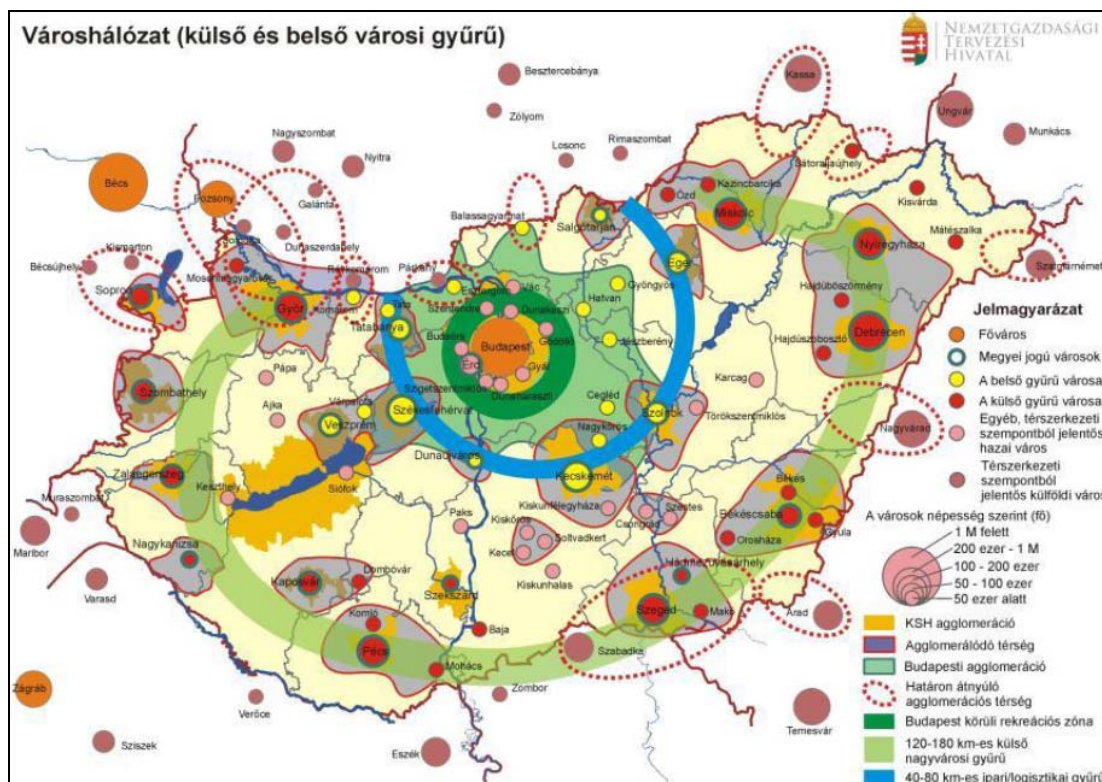 Városhálózat (külső és belső városi gyűrű)
NEMZETGAZDASÁGI
TERVEZÉSI
HIVATAL
Besztercebánya
Kassa
Zólyom
Ungvár
Munkács
Nagyszombat
Nyitra
Losonc
Rimaszombat
Sátoraljaújhely
Bécs
Pozsony
Galánta
Kazincbarcika
Ózd
Kisvárda
Balassagyarmat
Salgótarján
Miskolc
Mátészalka
Kismarton
Dunaszerdahely
Nyíregyháza
Bécsújhely
Mosonmagyaróvár
Révkomárom
Párkány
Eger
Szatmárnémeti
Sopron
Győr
Komárom
Tata
Esztergom
Vác
Gyöngyös
Hatvan
Hajdúböszörmény
Szentendre
Dunakeszi
Tatabánya
Budaörs
Gödöllő
Budapest
Jászberény
Debrecen
Hajdúszoboszló
Érd
Gyál
Pápa
Szombathely
Szigetszentmiklós
Dunaharaszti
Karcag
Ajka
Várpalota
Székesfehérvár
Cegléd
Szolnok
Törökszentmiklós
Veszprém
Nagykőrös
Nagyvárad
Dunaújváros
Zalaegerszeg
Keszthely
Siófok
Kecskemét
Békés
Muraszombat
Paks
Kiskunfélegyháza
Csongrád
Szentes
Békéscsaba
Gyula
Kiskőrös
Soltvadkert
Orosháza
Maribor
Nagykanizsa
Kecel
Hódmezővásárhely
Kiskunhalas
Varasd
Kaposvár
Dombóvár
Szekszárd
Komló
Szeged
Makó
Arad
Baja
Pécs
Szabadka
Mohács
Zágráb
Verőce
Zombor
Temesvár
Sziszek
Eszék
Jelmagyarázat
Főváros
Megyei jogú városok
A belső gyűrű városa
A külső gyűrű városa
Egyéb, térszerkezeti
szempontból jelentős
hazai város
Térszerkezeti
szempontból
jelentős külföldi város
A városok népesség szerint (fő)
1 M felett
200 ezer - 1 M
100 - 200 ezer
50 - 100 ezer
50 ezer alatt
KSH agglomeráció
Agglomerálódó térség
Budapesti agglomeráció
Határon átnyúló
agglomerációs térség
Budapest körüli rekreációs zóna
120-180 km-es külső
nagyvárosi gyűrű
40-80 km-es ipari/logisztikai gyűrű